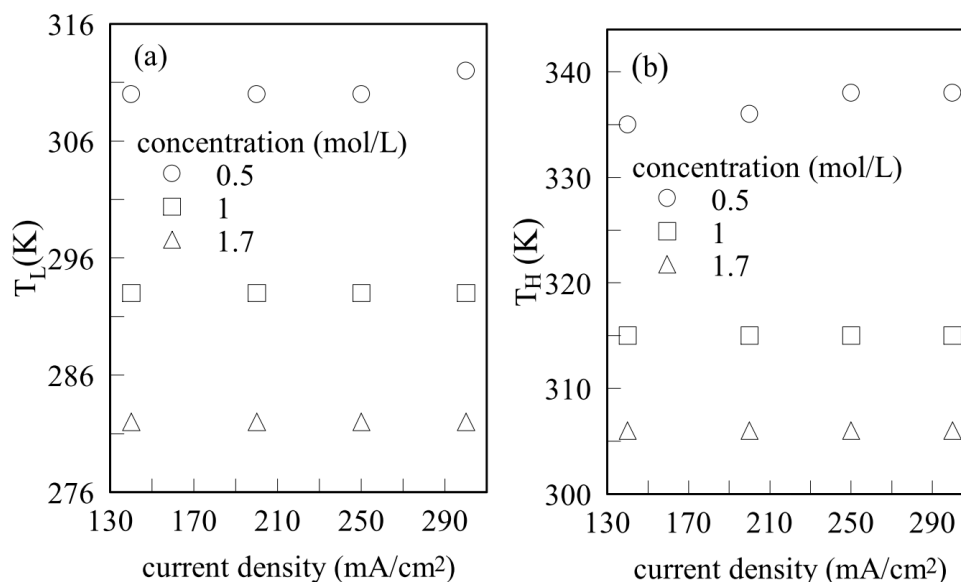 (a)
316
306
296
286
276
T_L(K)
concentration (mol/L)
0.5
1
1.7
130 170 210 250 290
current density (mA/cm²)
(b)
340
330
320
310
300
T_H (K)
concentration (mol/L)
0.5
1
1.7
130 170 210 250 290
current density (mA/cm²)